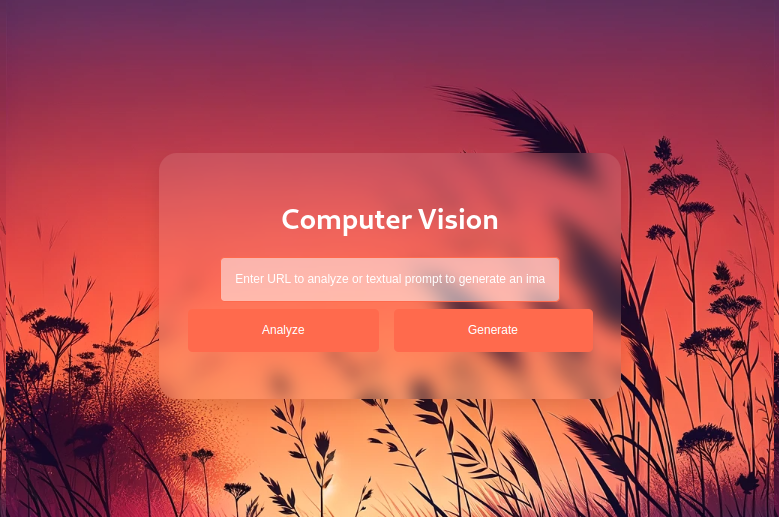 Computer Vision
Enter URL to analyze or textual prompt to generate an ima
Analyze
Generate